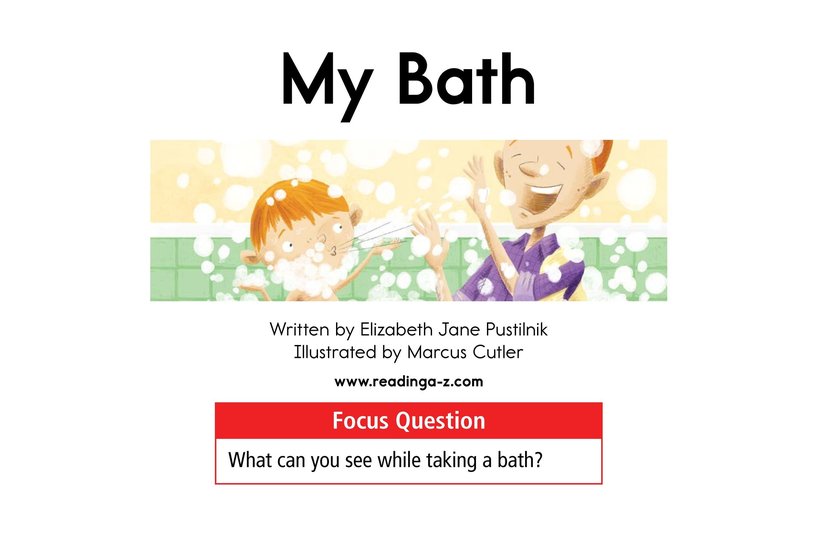 My Bath
Written by Elizabeth Jane Pustilnik
Illustrated by Marcus Cutler
www.readinga-z.com
Focus Question
What can you see while taking a bath?